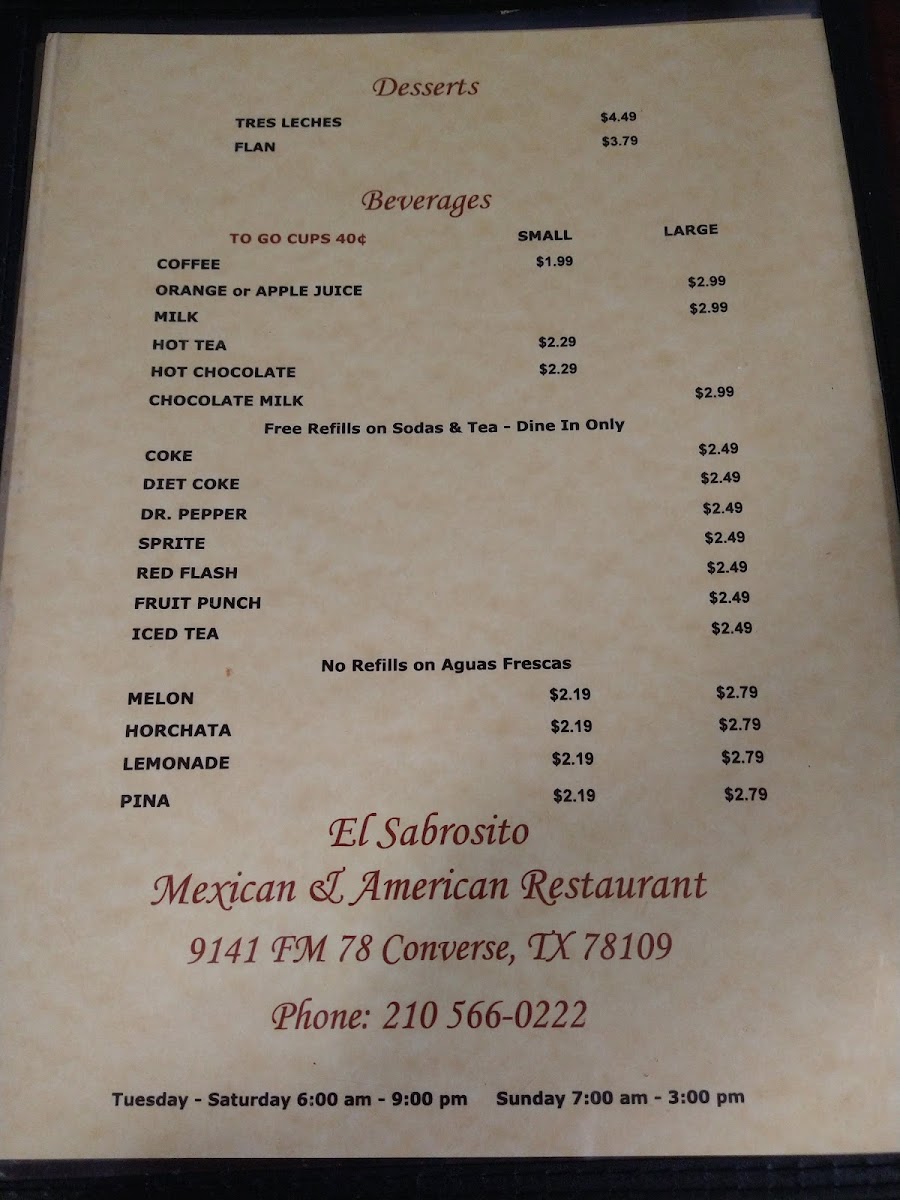 Desserts
TRES LECHES $4.49
FLAN $3.79
Beverages
TO GO CUPS 40¢ SMALL LARGE
COFFEE $1.99
ORANGE or APPLE JUICE $2.99
MILK $2.99
HOT TEA $2.29
HOT CHOCOLATE $2.29
CHOCOLATE MILK $2.99
Free Refills on Sodas & Tea - Dine In Only
COKE $2.49
DIET COKE $2.49
DR. PEPPER $2.49
SPRITE $2.49
RED FLASH $2.49
FRUIT PUNCH $2.49
ICED TEA $2.49
No Refills on Aguas Frescas
MELON $2.19 $2.79
HORCHATA $2.19 $2.79
LEMONADE $2.19 $2.79
PINA $2.19 $2.79
El Sabrosito
Mexican & American Restaurant
9141 FM 78 Converse, TX 78109
Phone: 210 566-0222
Tuesday - Saturday 6:00 am - 9:00 pm Sunday 7:00 am - 3:00 pm